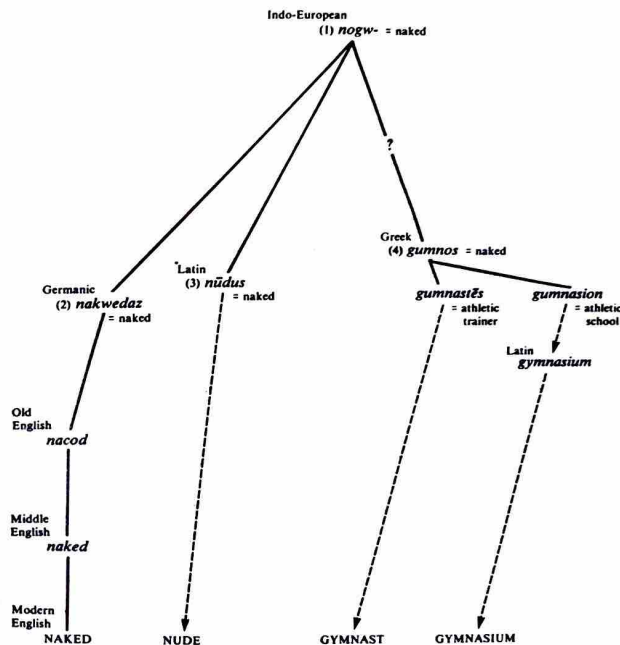 Indo-European
(1) nogw- = naked
?
Greek
(4) gumnos = naked
Germanic
(2) nakwedaz
= naked
Latin
(3) nūdus
= naked
gumnastēs
= athletic
trainer
gumnasion
= athletic
school
Latin
gymnasium
Old
English
nacod
Middle
English
naked
Modern
English
NAKED
NUDE
GYMNAST
GYMNASIUM